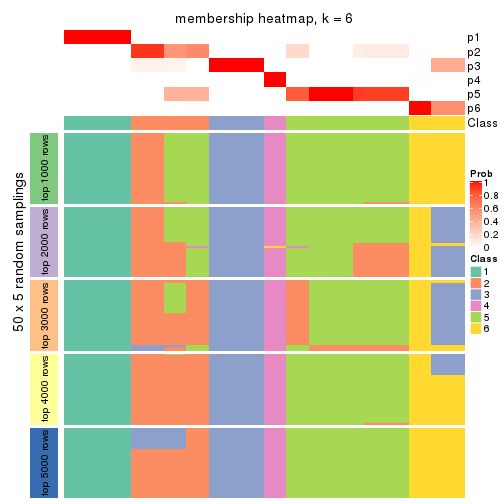 membership heatmap, k = 6
p1
p2
p3
p4
p5
p6
Class
50 x 5 random samplings
top 1000 rows
top 2000 rows
top 3000 rows
top 4000 rows
top 5000 rows
Prob
1
0.8
0.6
0.4
0.2
0
Class
1
2
3
4
5
6